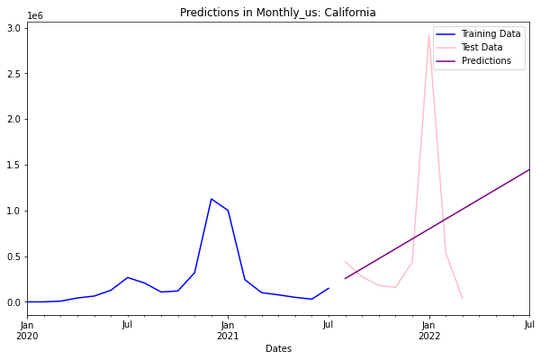 Predictions in Monthly_us: California
1e6
Training Data
Test Data
Predictions
3.0
2.5
2.0
1.5
1.0
0.5
0.0
Jan Jul Jan Jul Jan Jul
2020 2021 2022
Dates